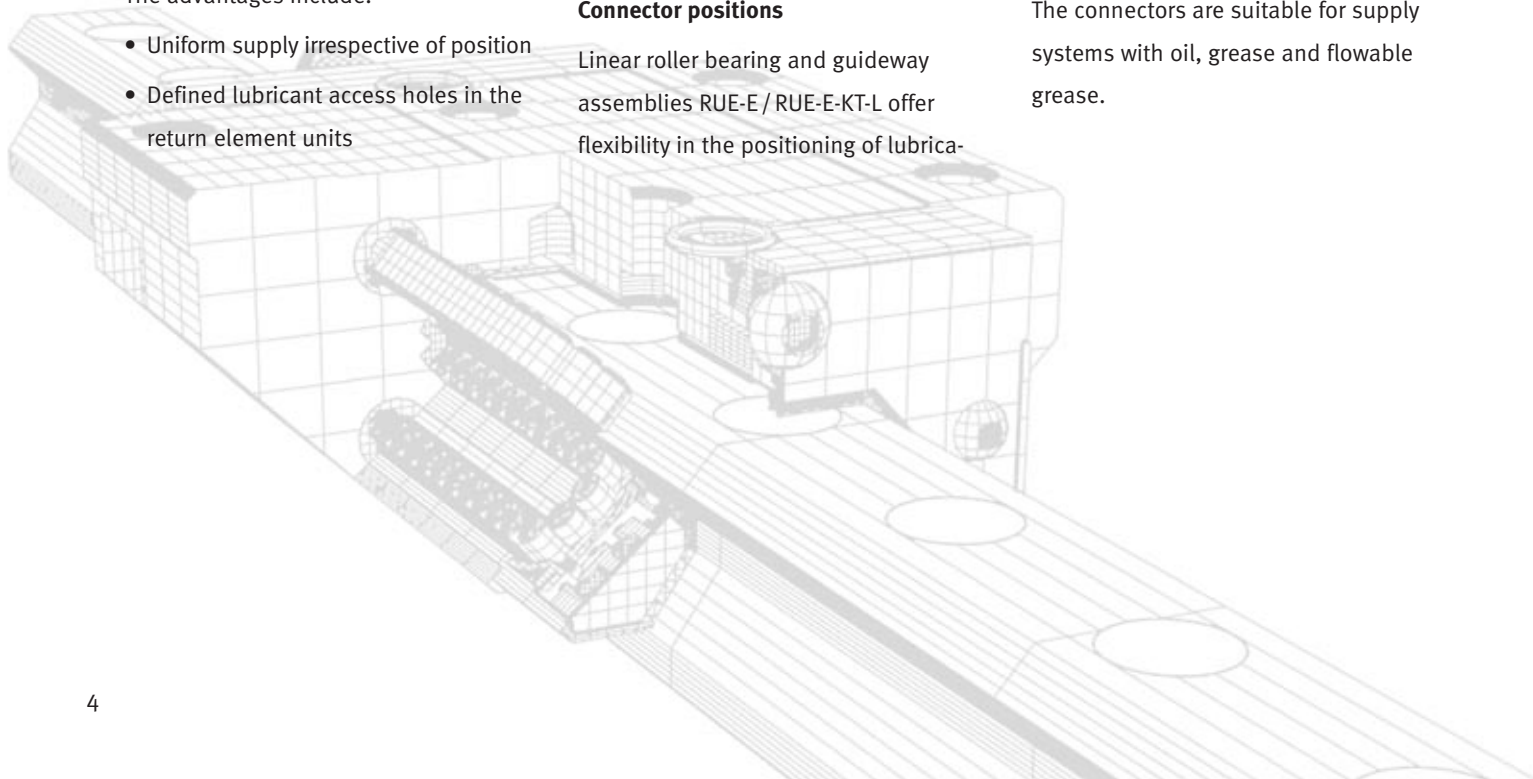 The advantages include:
• Uniform supply irrespective of position
• Defined lubricant access holes in the
return element units
Connector positions
Linear roller bearing and guideway
assemblies RUE-E / RUE-E-KT-L offer
flexibility in the positioning of lubrica-
The connectors are suitable for supply
systems with oil, grease and flowable
grease.
4